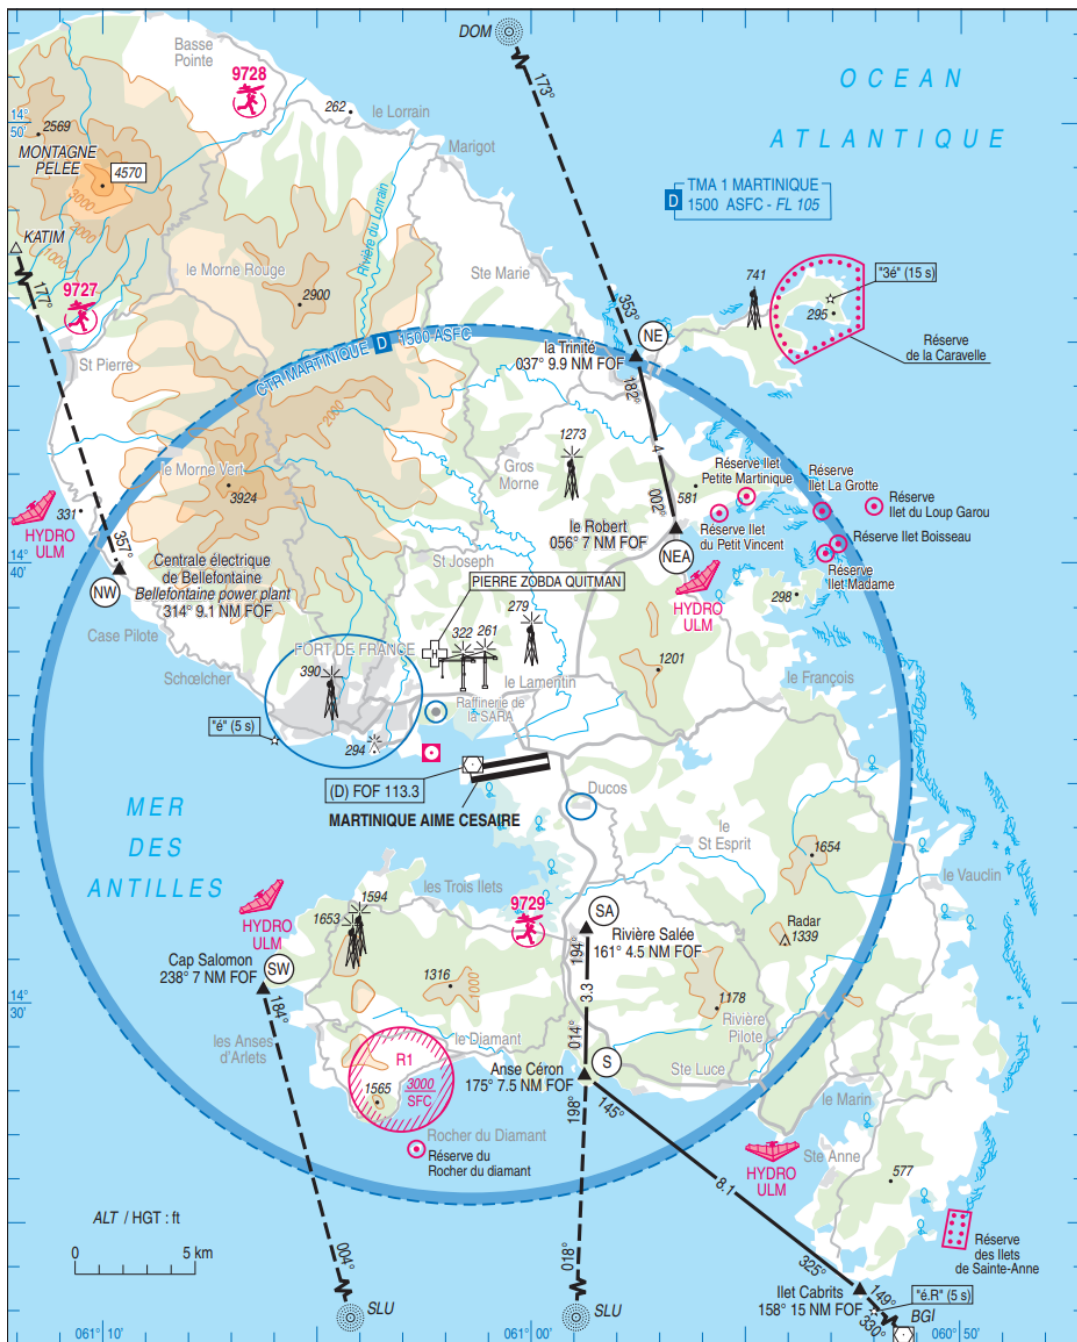 DOM
OCEAN
ATLANTIQUE
Basse
Pointe
9728
262
le Lorrain
Marigot
14°
50'
2569
MONTAGNE
PELÉE
4570
3000
2000
1000
173°
TMA 1 MARTINIQUE
D
1500 ASFC - FL 105
KATIM
177°
9727
le Morne Rouge
Rivière du Lorrain
Ste Marie
2900
353°
741
"3é" (15 s)
295
Réserve
de la Caravelle
St Pierre
CTR MARTINIQUE D 1500 ASFC
NE
la Trinité
037° 9.9 NM FOF
182°
2000
1273
4
Gros
Morne
le Morne Vert
3924
331
HYDRO
ULM
581
002°
Réserve Ilet
Petite Martinique
Réserve
Ilet La Grotte
Réserve
Ilet du Loup Garou
Réserve Ilet
du Petit Vincent
Réserve Ilet Boisseau
Réserve
Ilet Madame
le Robert
056° 7 NM FOF
NEA
357°
NW
Centrale électrique
de Bellefontaine
Bellefontaine power plant
314° 9.1 NM FOF
14°
40'
St Joseph
PIERRE ZOBDA QUITMAN
279
322
261
HYDRO
ULM
298
Case Pilote
Schœlcher
FORT DE FRANCE
390
1201
le François
le Lamentin
Raffinerie de
la SARA
"é" (5 s)
294
(D) FOF 113.3
MARTINIQUE AIME CESAIRE
Ducos
MER
DES
ANTILLES
le
St Esprit
1654
le Vauclin
les Trois Ilets
1594
1653
9729
SA
Rivière Salée
161° 4.5 NM FOF
194°
Radar
1339
HYDRO
ULM
Cap Salomon
238° 7 NM FOF
SW
184°
1316
1000
3.3
1178
14°
30'
Rivière
Pilote
les Anses
d'Arlets
le Diamant
014°
R1
3000
SFC
1565
Anse Céron
175° 7.5 NM FOF
S
Ste Luce
198°
145°
le Marin
Rocher du Diamant
Réserve du
Rocher du diamant
Ste Anne
HYDRO
ULM
577
8.1
ALT / HGT : ft
0
5 km
004°
018°
325°
Réserve
des Ilets
de Sainte-Anne
Ilet Cabrits
158° 15 NM FOF
149°
330°
"é.R" (5 s)
BGI
SLU
SLU
061° 10'
061° 00'
060° 50'